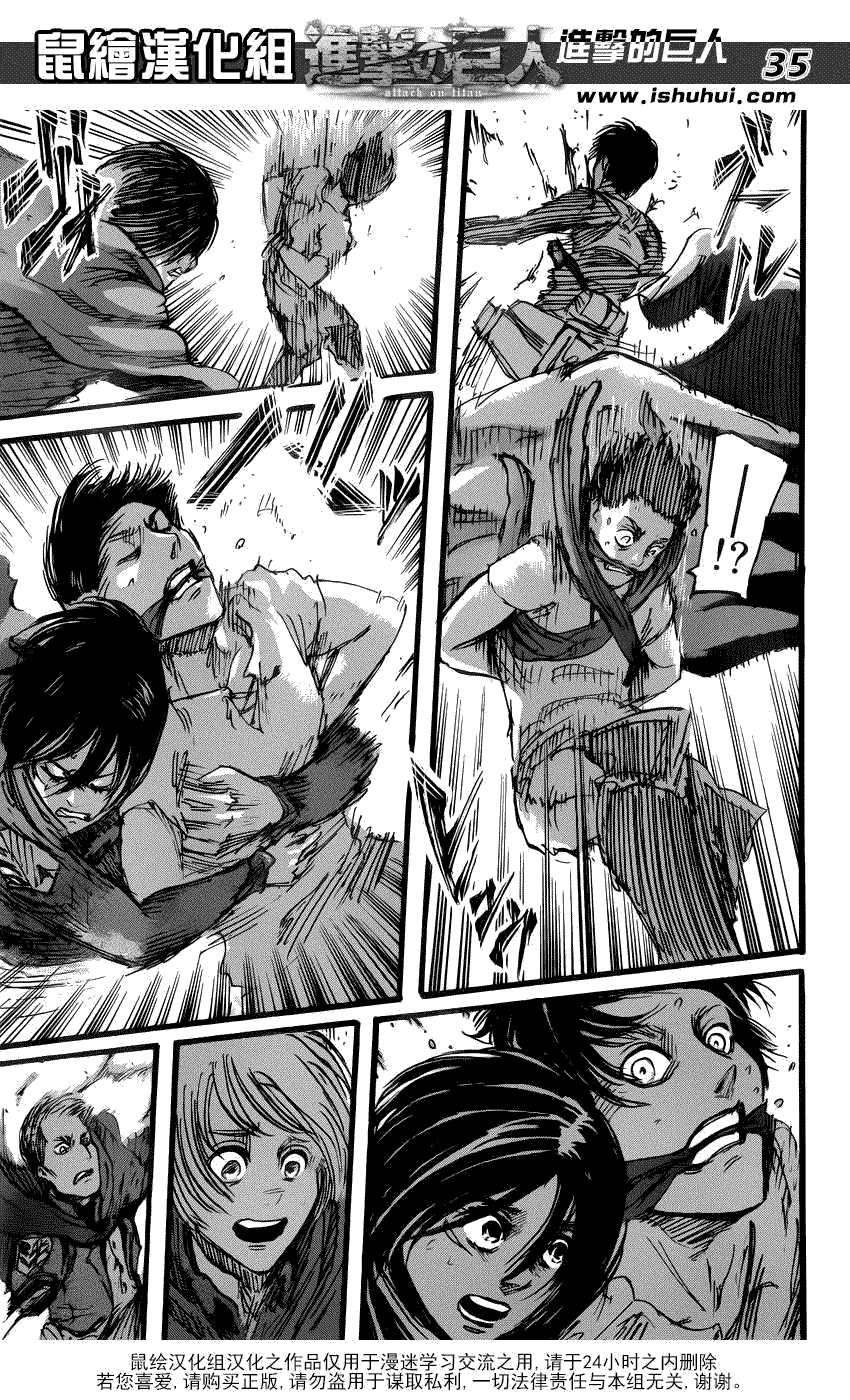 鼠繪漢化組
進撃の巨人
attack on titan
進擊的巨人
35
www.ishuhui.com
—!?
鼠绘汉化组汉化之作品仅用于漫迷学习交流之用,请于24小时之内删除
若您喜爱,请购买正版,请勿盗用于谋取私利,一切法律责任与本组无关,谢谢。